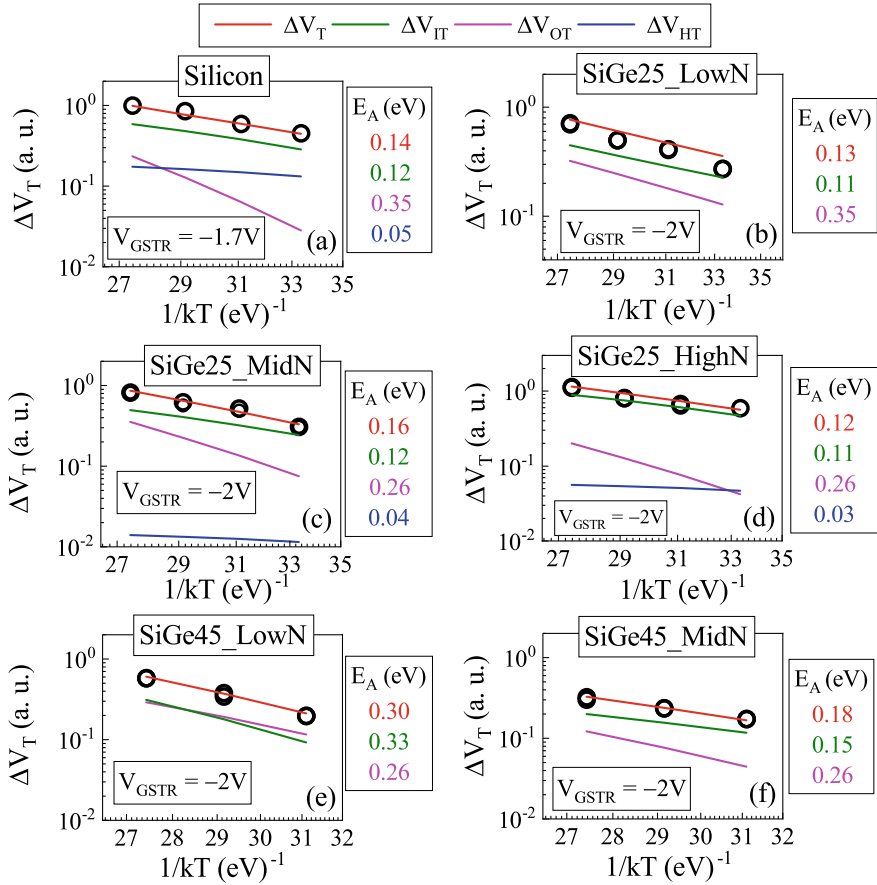 ΔV_T ΔV_IT ΔV_OT ΔV_HT
Silicon
ΔV_T (a. u.)
10^0
10^-1
10^-2
V_GSTR = −1.7V
(a)
27 29 31 33 35
1/kT (eV)^-1
E_A (eV)
0.14
0.12
0.35
0.05
SiGe25_LowN
ΔV_T (a. u.)
10^0
10^-1
V_GSTR = −2V
(b)
27 29 31 33 35
1/kT (eV)^-1
E_A (eV)
0.13
0.11
0.35
SiGe25_MidN
ΔV_T (a. u.)
10^0
10^-1
10^-2
V_GSTR = −2V
(c)
27 29 31 33 35
1/kT (eV)^-1
E_A (eV)
0.16
0.12
0.26
0.04
SiGe25_HighN
ΔV_T (a. u.)
10^0
10^-1
10^-2
V_GSTR = −2V
(d)
27 29 31 33 35
1/kT (eV)^-1
E_A (eV)
0.12
0.11
0.26
0.03
SiGe45_LowN
ΔV_T (a. u.)
10^0
10^-1
10^-2
V_GSTR = −2V
(e)
27 28 29 30 31 32
1/kT (eV)^-1
E_A (eV)
0.30
0.33
0.26
SiGe45_MidN
ΔV_T (a. u.)
10^0
10^-1
10^-2
V_GSTR = −2V
(f)
27 28 29 30 31 32
1/kT (eV)^-1
E_A (eV)
0.18
0.15
0.26